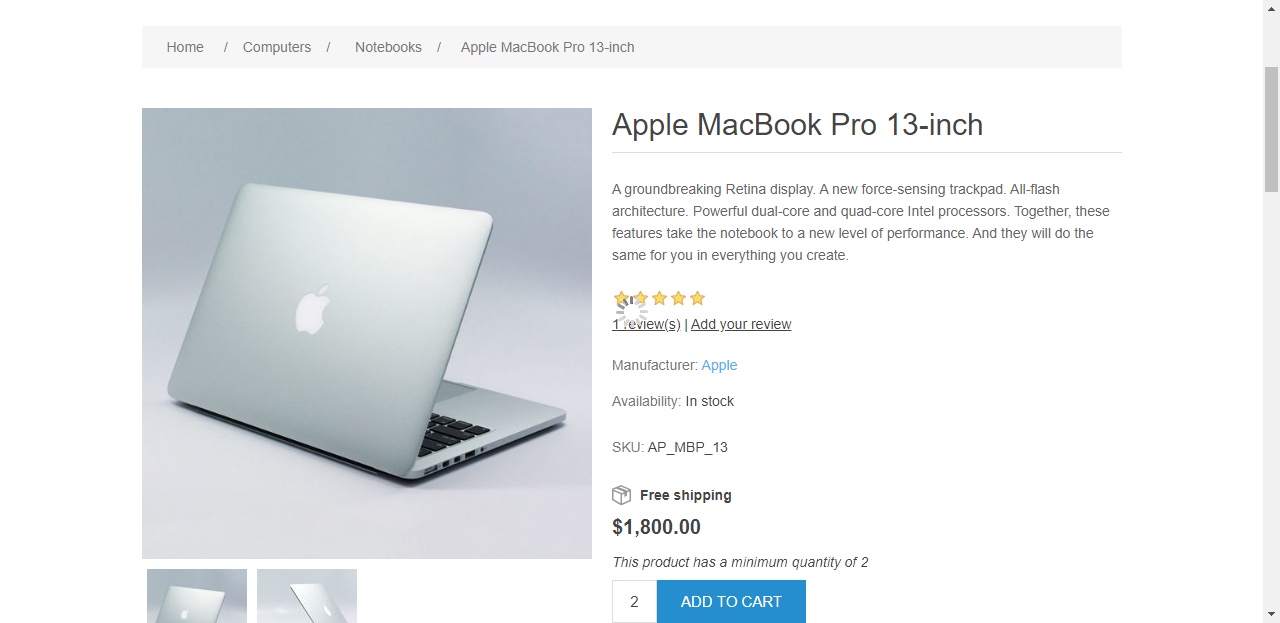 Home / Computers / Notebooks / Apple MacBook Pro 13-inch
Apple MacBook Pro 13-inch
A groundbreaking Retina display. A new force-sensing trackpad. All-flash
architecture. Powerful dual-core and quad-core Intel processors. Together, these
features take the notebook to a new level of performance. And they will do the
same for you in everything you create.
1 review(s) | Add your review
Manufacturer: Apple
Availability: In stock
SKU: AP_MBP_13
Free shipping
$1,800.00
This product has a minimum quantity of 2
2 ADD TO CART